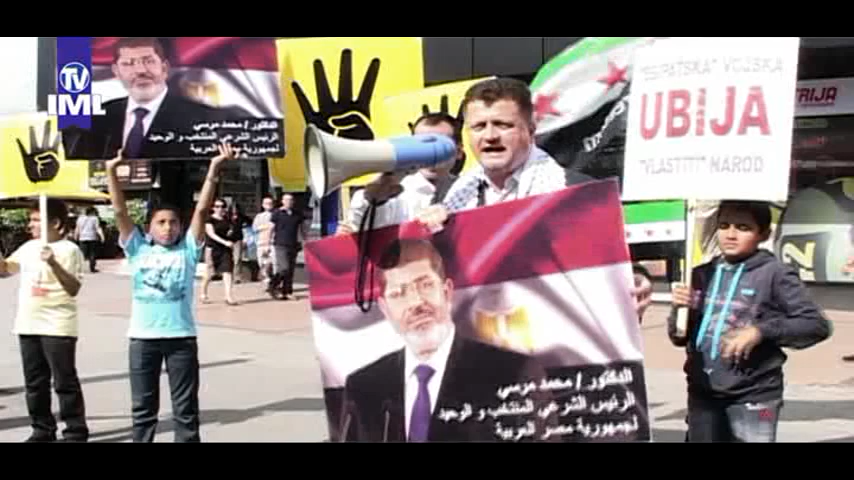 TV
IML
الدكتور / محمد مرسي
الرئيس الشرعي المنتخب و الوحيد
لجمهورية مصر العربية
"EGIPATSKA" VOJSKA
UBIJA
"VLASTITI" NAROD
TRIJA
الدكتور / محمد مرسي
الرئيس الشرعي المنتخب و الوحيد
لجمهورية مصر العربية